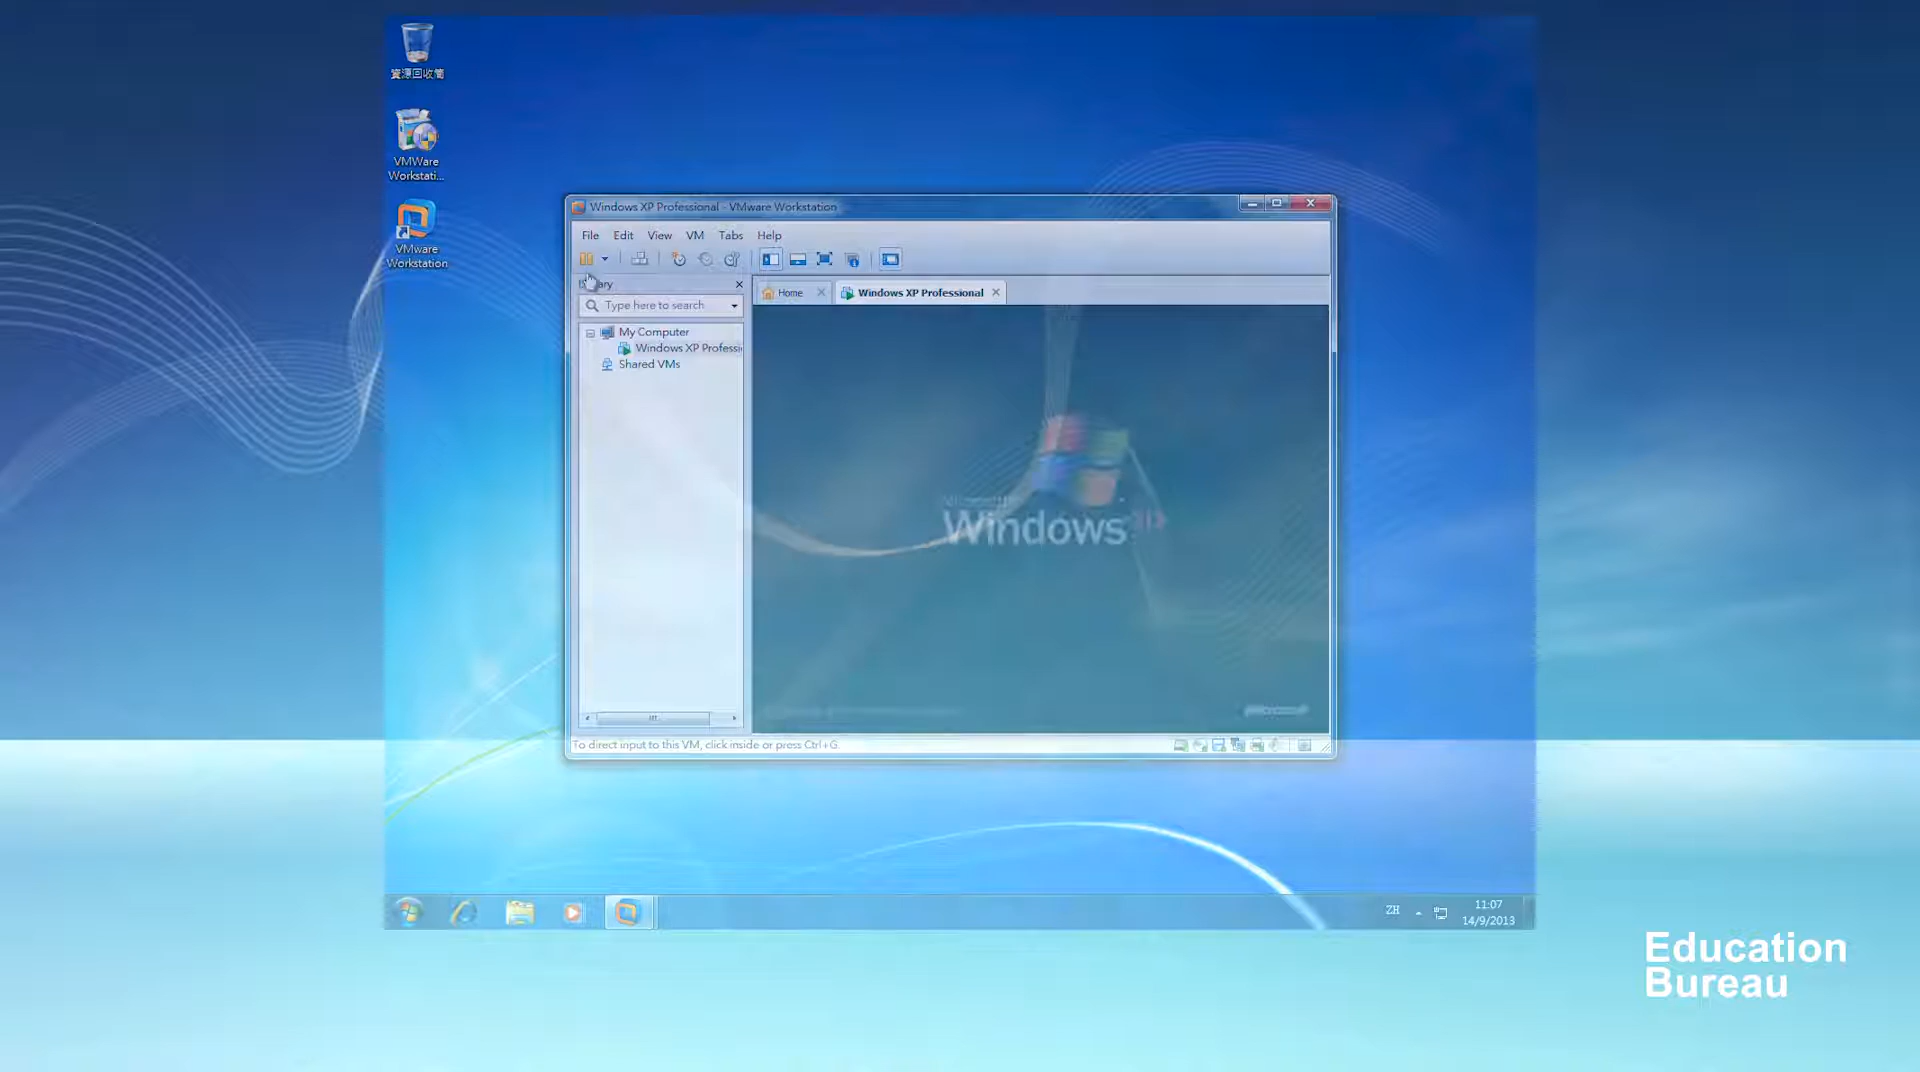 資源回收筒
VMWare
Workstati...
VMware
Workstation
Windows XP Professional - VMware Workstation
File Edit View VM Tabs Help
Type here to search
My Computer
Windows XP Professi
Shared VMs
Home
Windows XP Professional
Windows
To direct input to this VM, click inside or press Ctrl+G.
ZH
11:07
14/9/2013
Education
Bureau